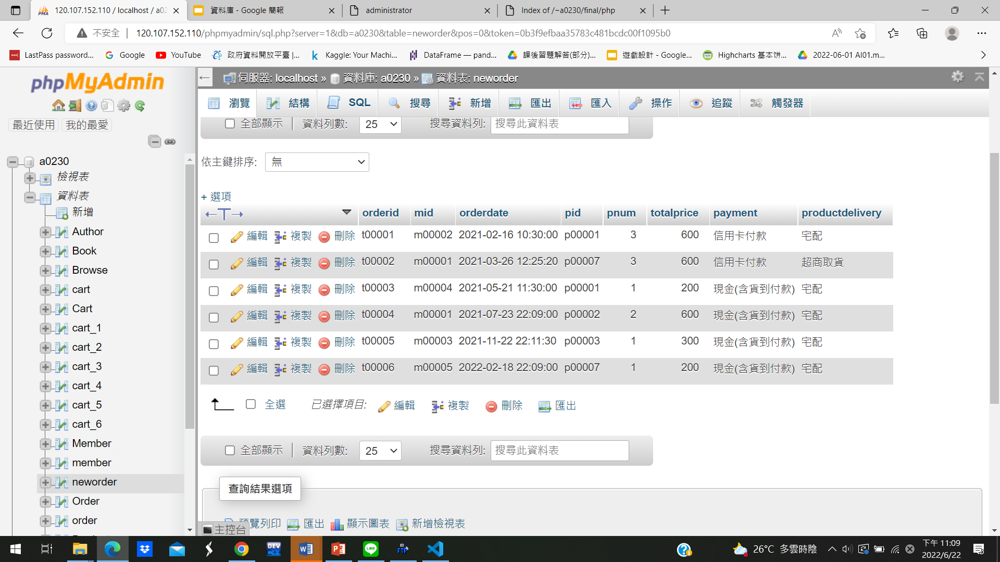 120.107.152.110 / localhost / a02
資料庫 - Google 簡報
administrator
Index of /~a0230/final/php
不安全
120.107.152.110/phpmyadmin/sql.php?server=1&db=a0230&table=neworder&pos=0&token=0b3f9efbaa35783c481bcdc00f1095b0
LastPass password...
Google
YouTube
政府資料開放平臺 |...
Kaggle: Your Machi...
DataFrame — pand...
課後習題解答(部分)...
遊戲設計 - Google...
Highcharts 基本饼...
2022-06-01 AI01.m...
phpMyAdmin
最近使用 我的最愛
a0230
檢視表
資料表
新增
Author
Book
Browse
cart
Cart
cart_1
cart_2
cart_3
cart_4
cart_5
cart_6
Member
member
neworder
Order
order
伺服器: localhost » 資料庫: a0230 » 資料表: neworder
瀏覽 結構 SQL 搜尋 新增 匯出 匯入 操作 追蹤 觸發器
全部顯示 | 資料列數: 25 搜尋資料列: 搜尋此資料表
依主鍵排序: 無
+ 選項
←T→ orderid mid orderdate pid pnum totalprice payment productdelivery
編輯 複製 刪除 t00001 m00002 2021-02-16 10:30:00 p00001 3 600 信用卡付款 宅配
編輯 複製 刪除 t00002 m00001 2021-03-26 12:25:20 p00007 3 600 信用卡付款 超商取貨
編輯 複製 刪除 t00003 m00004 2021-05-21 11:30:00 p00001 1 200 現金(含貨到付款) 宅配
編輯 複製 刪除 t00004 m00001 2021-07-23 22:09:00 p00002 2 600 現金(含貨到付款) 宅配
編輯 複製 刪除 t00005 m00003 2021-11-22 22:11:30 p00003 1 300 現金(含貨到付款) 宅配
編輯 複製 刪除 t00006 m00005 2022-02-18 22:09:00 p00007 1 200 現金(含貨到付款) 宅配
全選 已選擇項目: 編輯 複製 刪除 匯出
全部顯示 | 資料列數: 25 搜尋資料列: 搜尋此資料表
查詢結果選項
預覽列印 匯出 顯示圖表 新增檢視表
主控台
26°C 多雲時陰
下午 11:09
2022/6/22